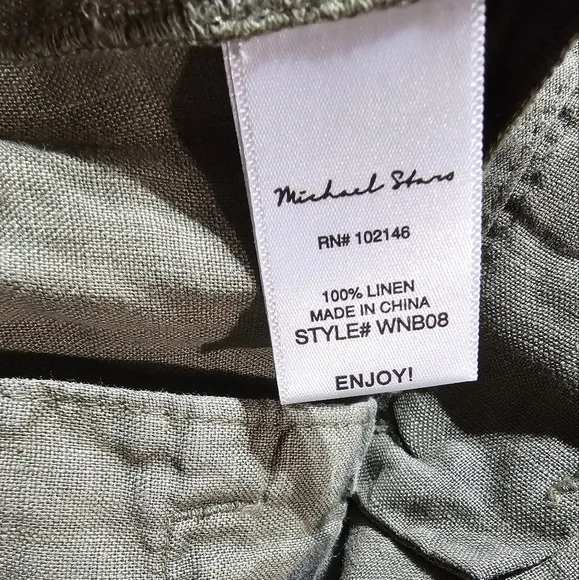 Michael Stars
RN# 102146
100% LINEN
MADE IN CHINA
STYLE# WNB08
ENJOY!